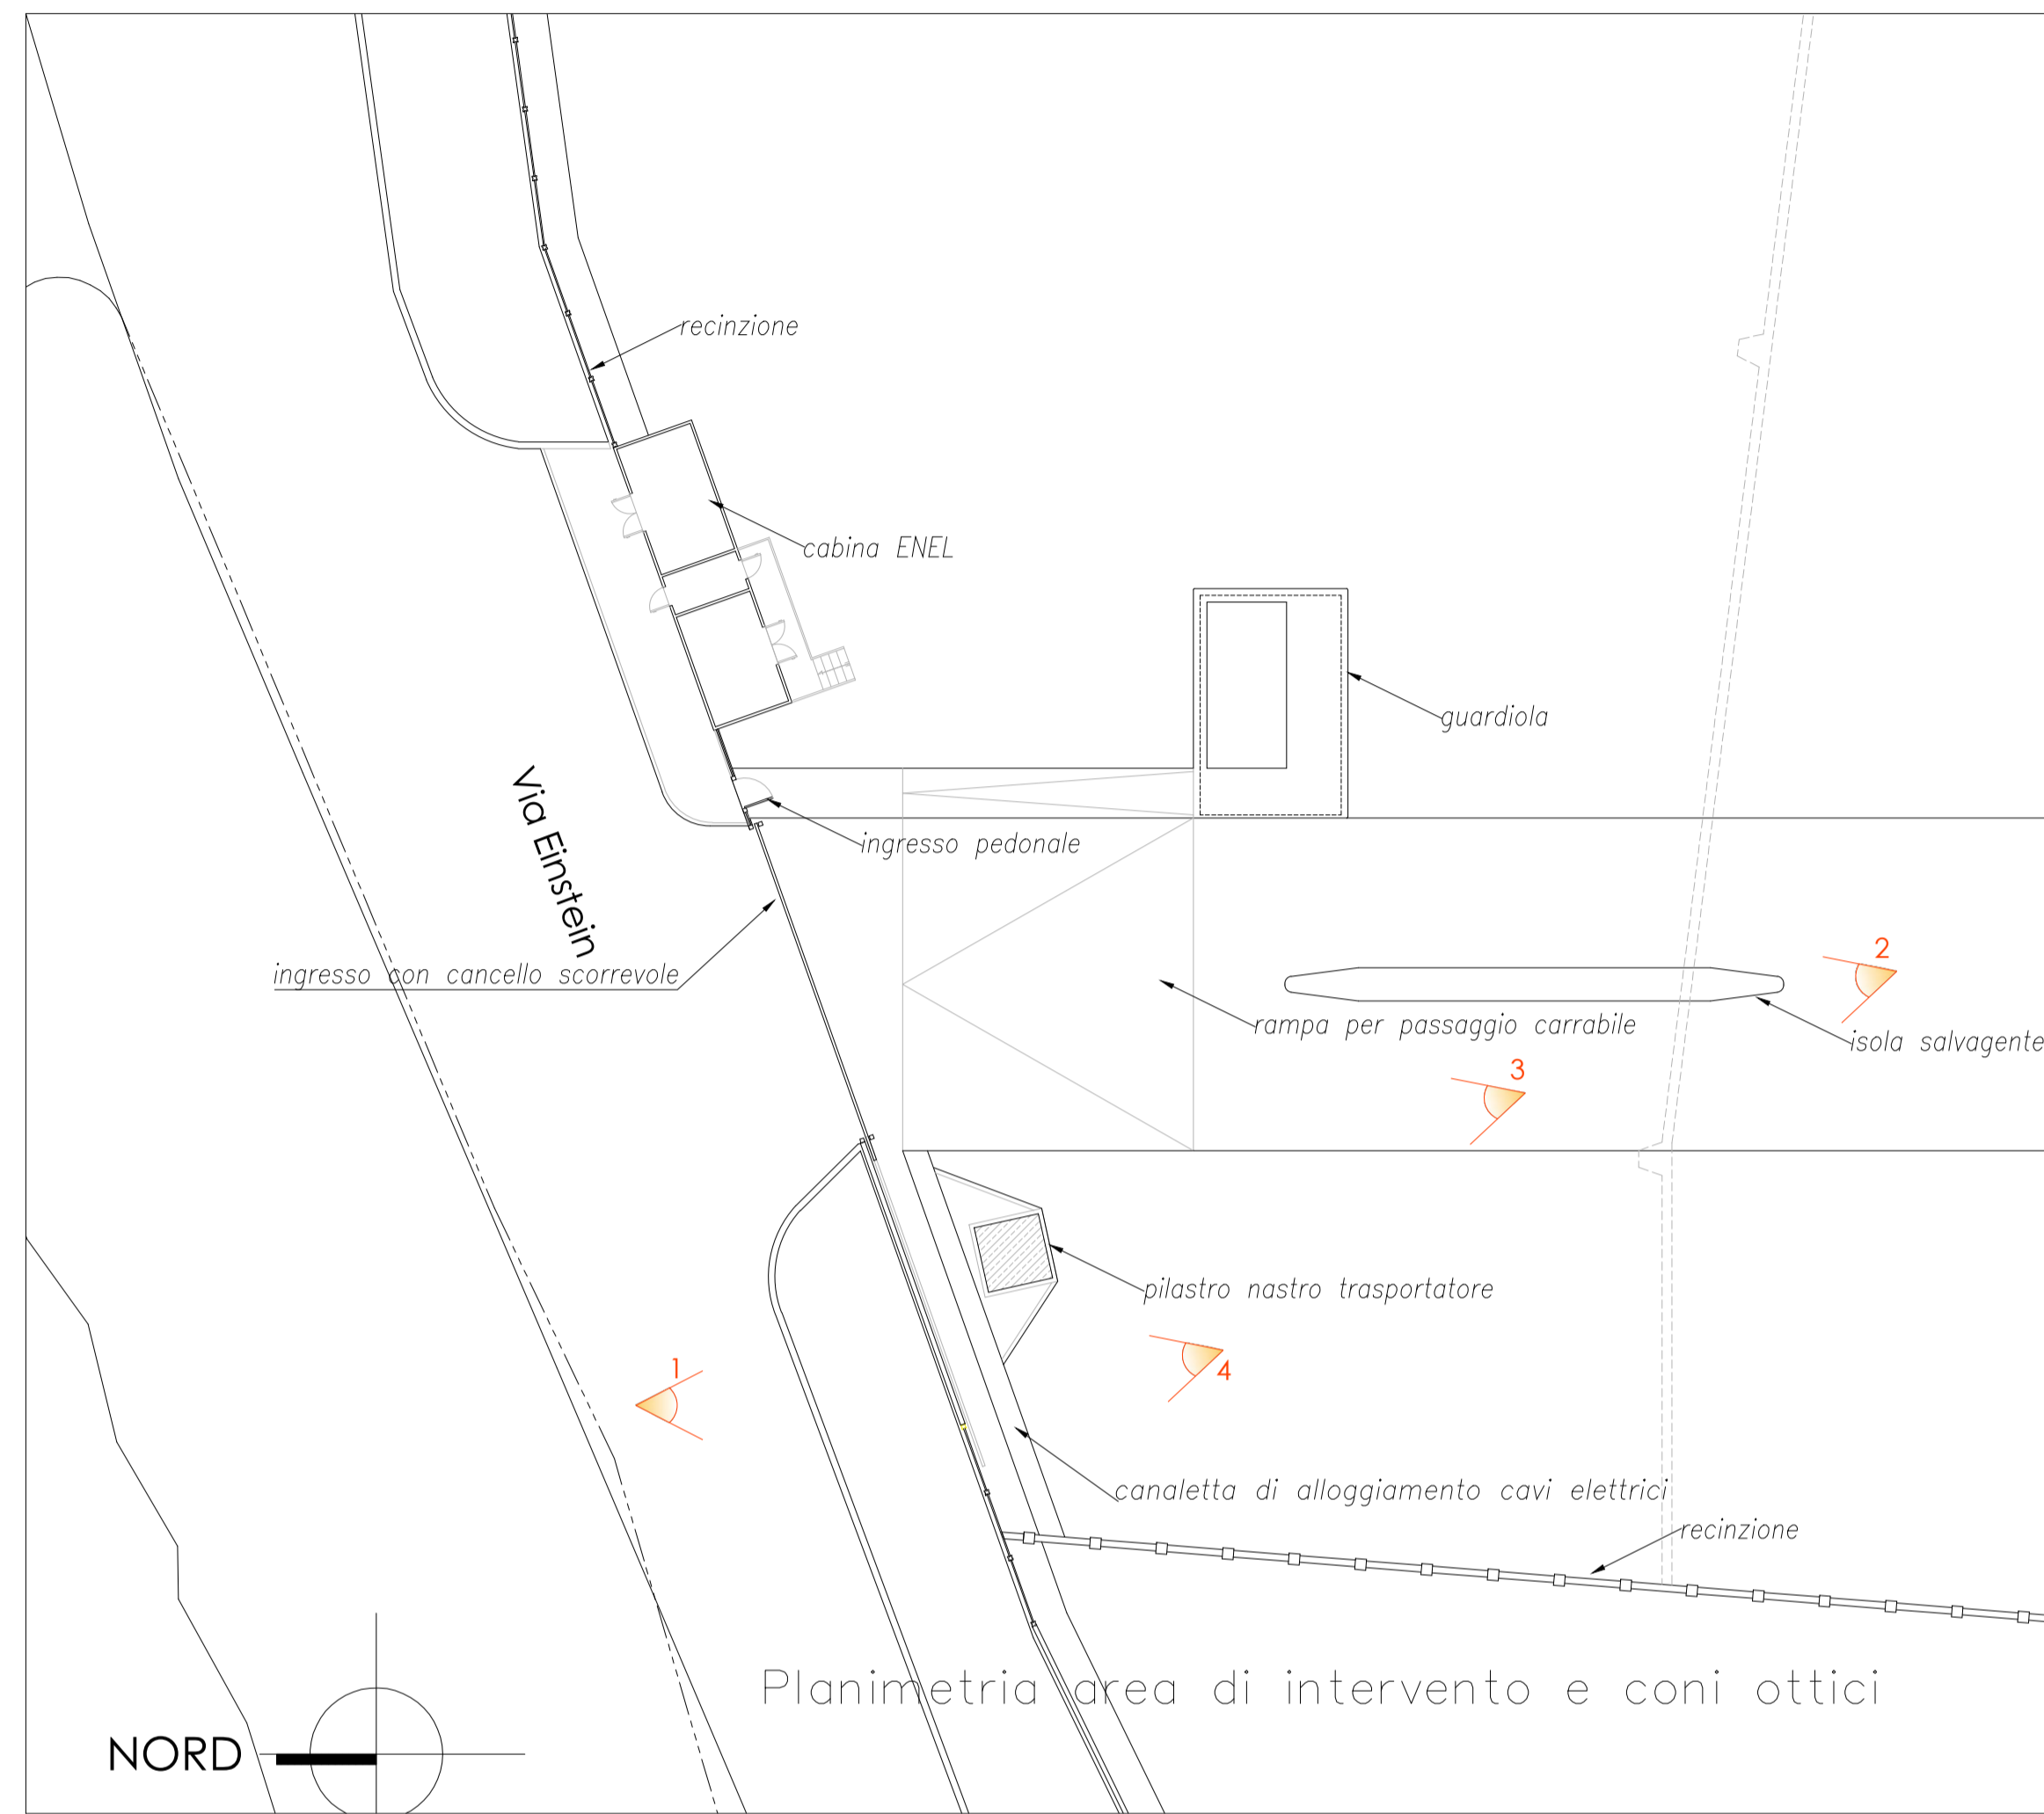 recinzione
cabina ENEL
guardiola
Via Einstein
ingresso pedonale
ingresso con cancello scorrevole
2
rampa per passaggio carrabile
isola salvagente
3
pilastro nastro trasportatore
1
4
canaletta di alloggiamento cavi elettrici
recinzione
Planimetria area di intervento e coni ottici
NORD